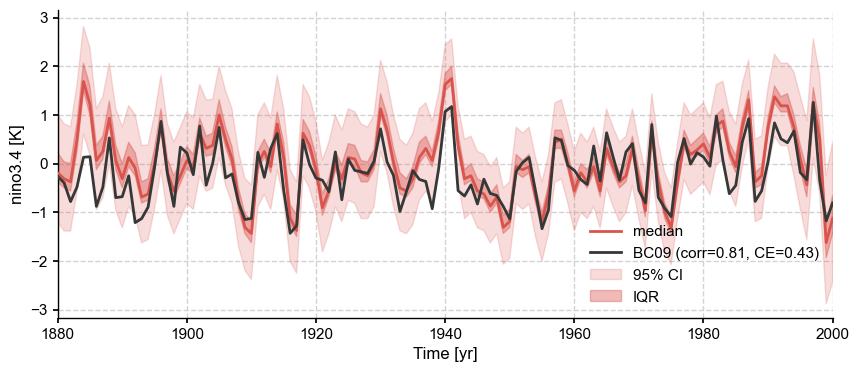 nino3.4 [K]
3
2
1
0
−1
−2
−3
median
BC09 (corr=0.81, CE=0.43)
95% CI
IQR
1880 1900 1920 1940 1960 1980 2000
Time [yr]